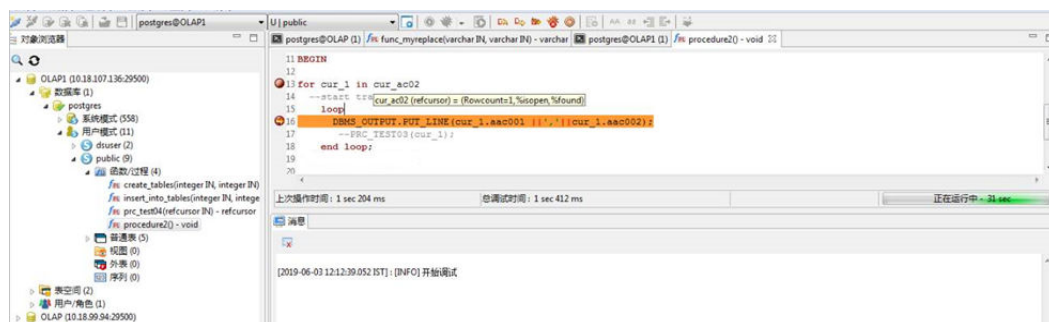 postgres@OLAP1
U | public
对象浏览器
OLAP1 (10.18.107.136:29500)
数据库 (1)
postgres
系统模式 (558)
用户模式 (11)
dsuser (2)
public (9)
函数/过程 (4)
create_tables(integer IN, integer IN)
insert_into_tables(integer IN, intege
prc_test04(refcursor IN) - refcursor
procedure2() - void
普通表 (5)
视图 (0)
外表 (0)
序列 (0)
表空间 (2)
用户/角色 (1)
OLAP (10.18.99.94:29500)
postgres@OLAP (1) func_myreplace(varchar IN, varchar IN) - varchar postgres@OLAP1 (1) procedure2() - void
11 BEGIN
12
13 for cur_1 in cur_ac02
14 --start tra
cur_ac02 (refcursor) = (Rowcount=1,%isopen,%found)
15 loop
16 DBMS_OUTPUT.PUT_LINE(cur_1.aac001 ||','||cur_1.aac002);
17 --PRC_TEST03(cur_1);
18 end loop;
19
20
上次操作时间 : 1 sec 204 ms
总调试时间 : 1 sec 412 ms
正在运行中 - 31 sec
消息
[2019-06-03 12:12:39.052 IST] : [INFO] 开始调试